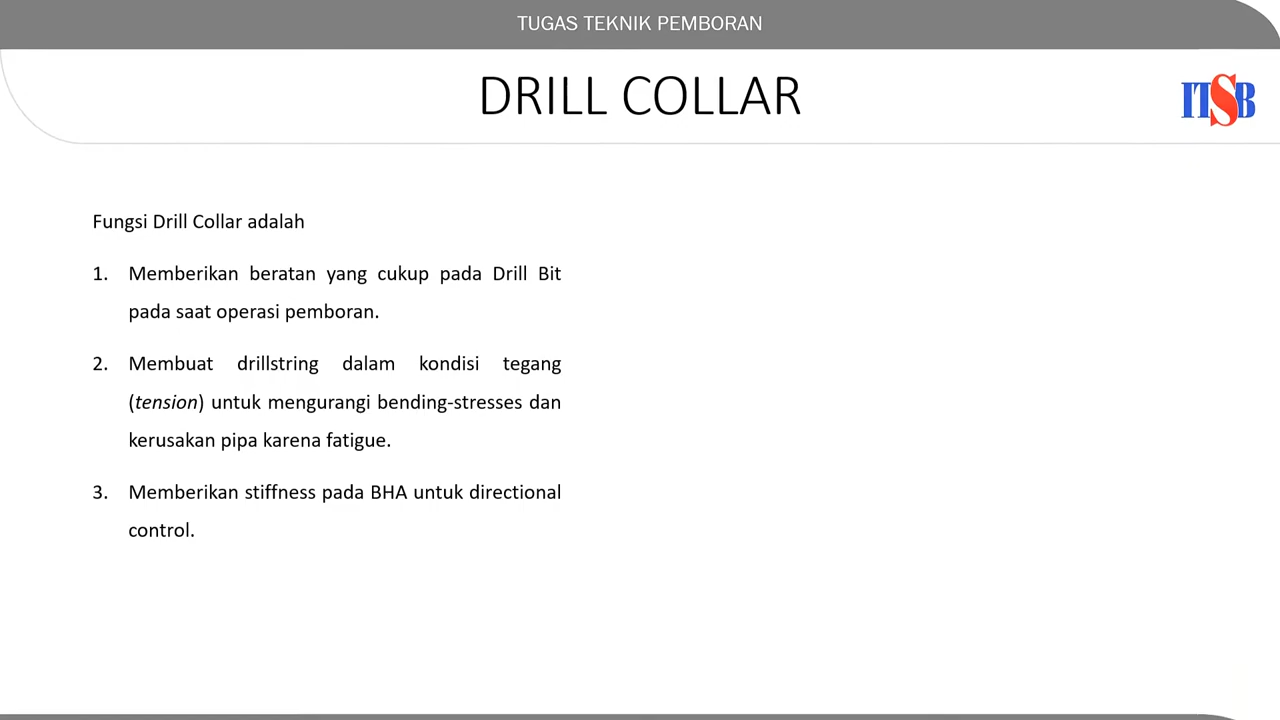 TUGAS TEKNIK PEMBORAN
DRILL COLLAR
ITSB
Fungsi Drill Collar adalah
1. Memberikan beratan yang cukup pada Drill Bit
pada saat operasi pemboran.
2. Membuat drillstring dalam kondisi tegang
(tension) untuk mengurangi bending-stresses dan
kerusakan pipa karena fatigue.
3. Memberikan stiffness pada BHA untuk directional
control.